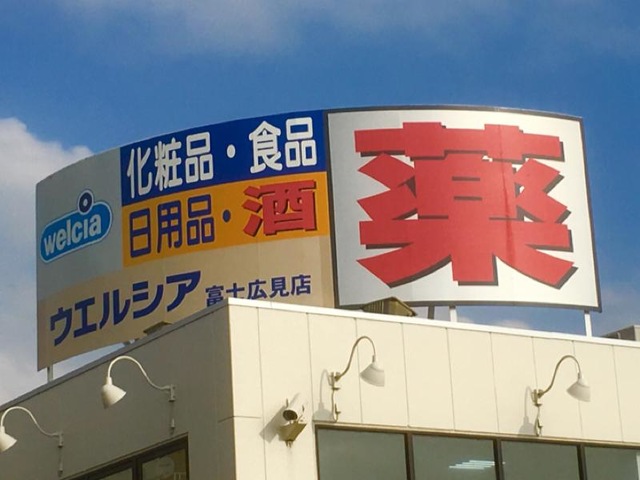 welcia
化粧品・食品
日用品・酒
ウエルシア 富士広見店
薬